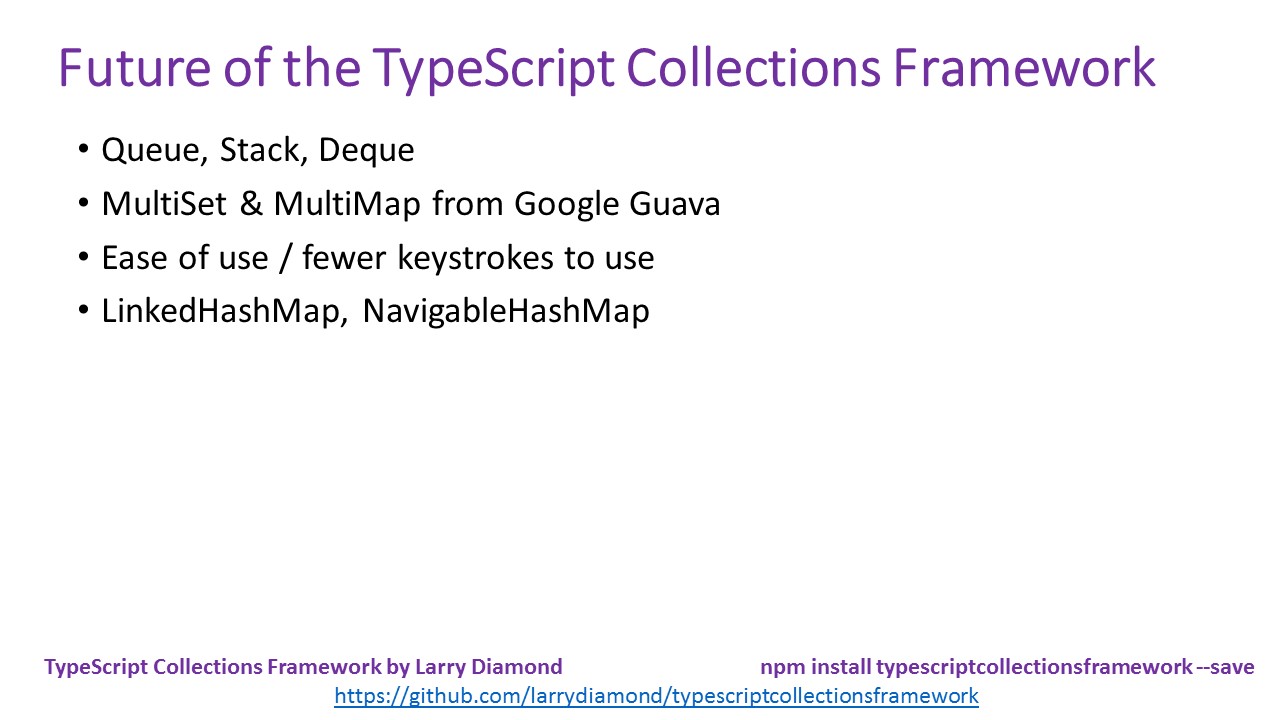 Future of the TypeScript Collections Framework
• Queue, Stack, Deque
• MultiSet & MultiMap from Google Guava
• Ease of use / fewer keystrokes to use
• LinkedHashMap, NavigableHashMap
TypeScript Collections Framework by Larry Diamond
npm install typescriptcollectionsframework --save
https://github.com/larrydiamond/typescriptcollectionsframework